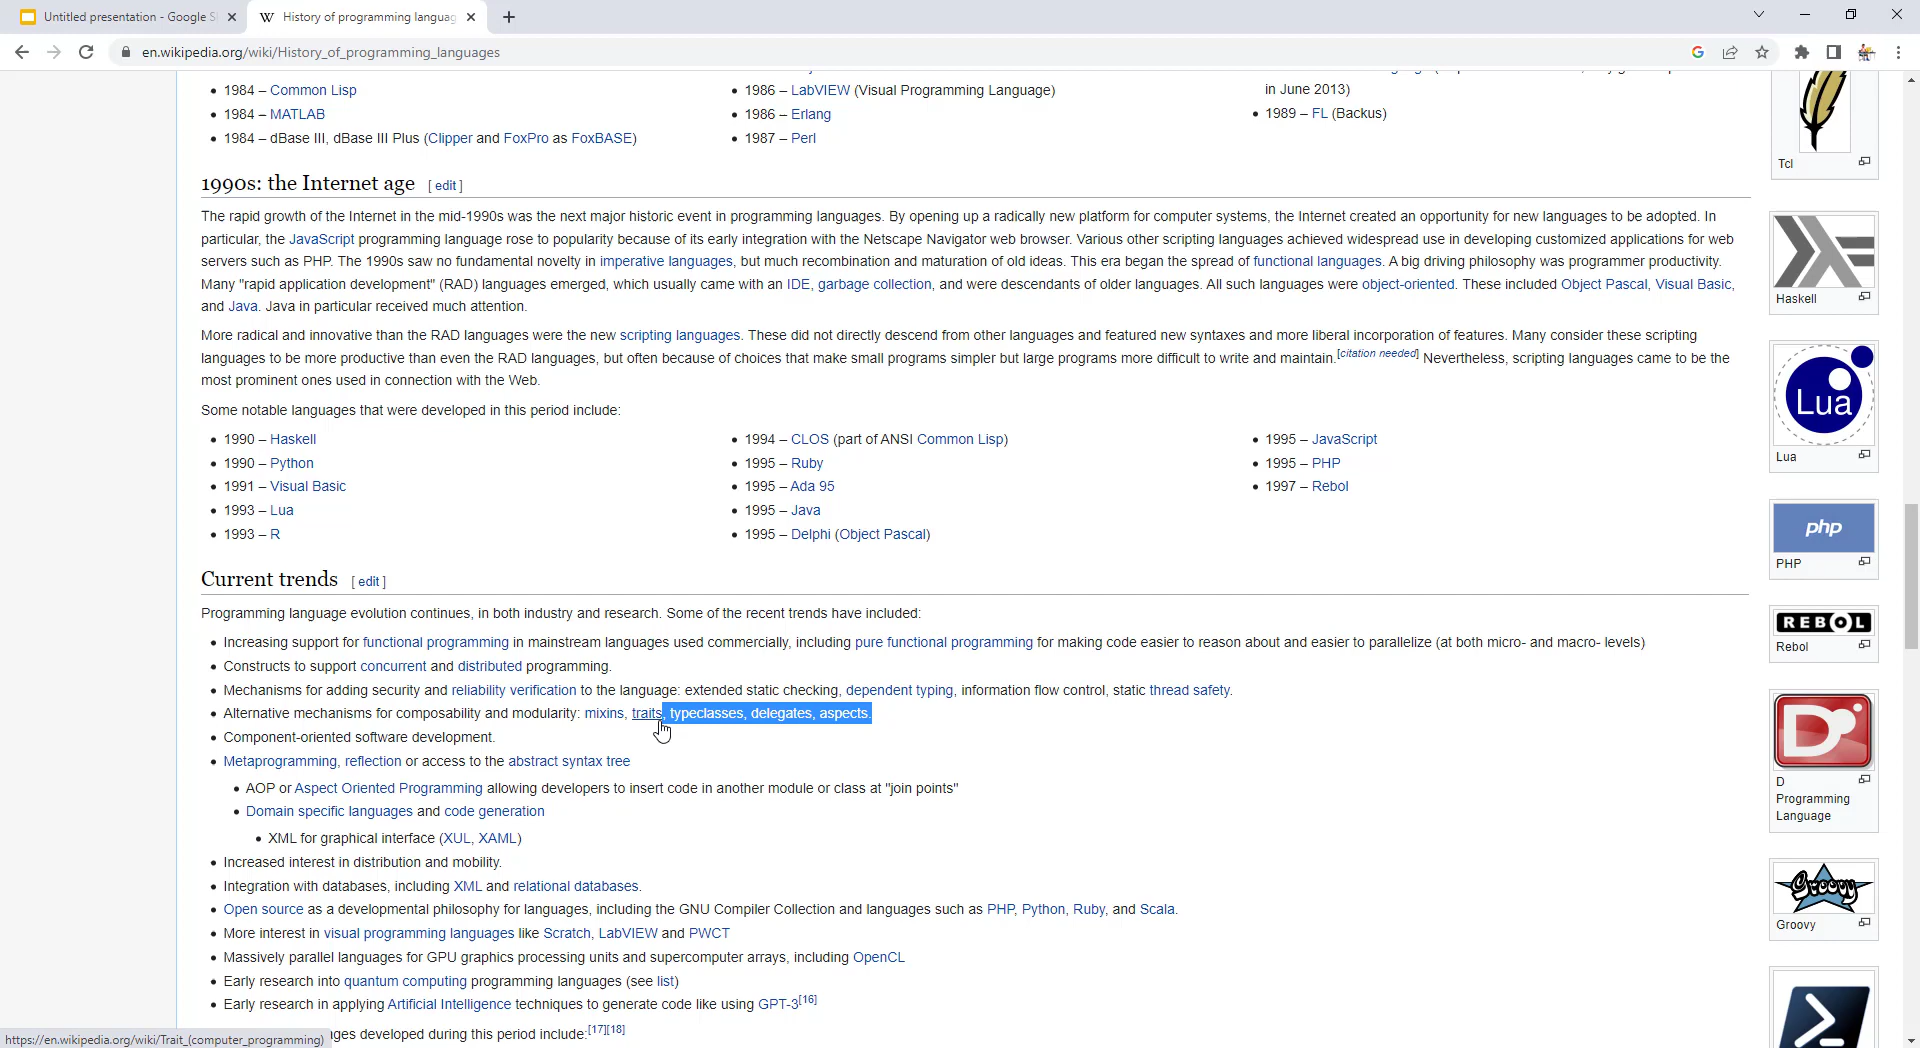 Untitled presentation - Google S
History of programming languag
en.wikipedia.org/wiki/History_of_programming_languages
1984 – Common Lisp
1984 – MATLAB
1984 – dBase III, dBase III Plus (Clipper and FoxPro as FoxBASE)
1986 – LabVIEW (Visual Programming Language)
1986 – Erlang
1987 – Perl
in June 2013)
1989 – FL (Backus)
Tcl
1990s: the Internet age [ edit ]
The rapid growth of the Internet in the mid-1990s was the next major historic event in programming languages. By opening up a radically new platform for computer systems, the Internet created an opportunity for new languages to be adopted. In
particular, the JavaScript programming language rose to popularity because of its early integration with the Netscape Navigator web browser. Various other scripting languages achieved widespread use in developing customized applications for web
servers such as PHP. The 1990s saw no fundamental novelty in imperative languages, but much recombination and maturation of old ideas. This era began the spread of functional languages. A big driving philosophy was programmer productivity.
Many "rapid application development" (RAD) languages emerged, which usually came with an IDE, garbage collection, and were descendants of older languages. All such languages were object-oriented. These included Object Pascal, Visual Basic,
and Java. Java in particular received much attention.
More radical and innovative than the RAD languages were the new scripting languages. These did not directly descend from other languages and featured new syntaxes and more liberal incorporation of features. Many consider these scripting
languages to be more productive than even the RAD languages, but often because of choices that make small programs simpler but large programs more difficult to write and maintain.[citation needed] Nevertheless, scripting languages came to be the
most prominent ones used in connection with the Web.
Some notable languages that were developed in this period include:
1990 – Haskell
1990 – Python
1991 – Visual Basic
1993 – Lua
1993 – R
1994 – CLOS (part of ANSI Common Lisp)
1995 – Ruby
1995 – Ada 95
1995 – Java
1995 – Delphi (Object Pascal)
1995 – JavaScript
1995 – PHP
1997 – Rebol
Haskell
Lua
Lua
php
PHP
REBOL
Rebol
D
D
Programming
Language
Groovy
Groovy
Current trends [ edit ]
Programming language evolution continues, in both industry and research. Some of the recent trends have included:
Increasing support for functional programming in mainstream languages used commercially, including pure functional programming for making code easier to reason about and easier to parallelize (at both micro- and macro- levels)
Constructs to support concurrent and distributed programming.
Mechanisms for adding security and reliability verification to the language: extended static checking, dependent typing, information flow control, static thread safety.
Alternative mechanisms for composability and modularity: mixins, traits, typeclasses, delegates, aspects.
Component-oriented software development.
Metaprogramming, reflection or access to the abstract syntax tree
AOP or Aspect Oriented Programming allowing developers to insert code in another module or class at "join points"
Domain specific languages and code generation
XML for graphical interface (XUL, XAML)
Increased interest in distribution and mobility.
Integration with databases, including XML and relational databases.
Open source as a developmental philosophy for languages, including the GNU Compiler Collection and languages such as PHP, Python, Ruby, and Scala.
More interest in visual programming languages like Scratch, LabVIEW and PWCT
Massively parallel languages for GPU graphics processing units and supercomputer arrays, including OpenCL
Early research into quantum computing programming languages (see list)
Early research in applying Artificial Intelligence techniques to generate code like using GPT-3[16]
ges developed during this period include:[17][18]
https://en.wikipedia.org/wiki/Trait_(computer_programming)